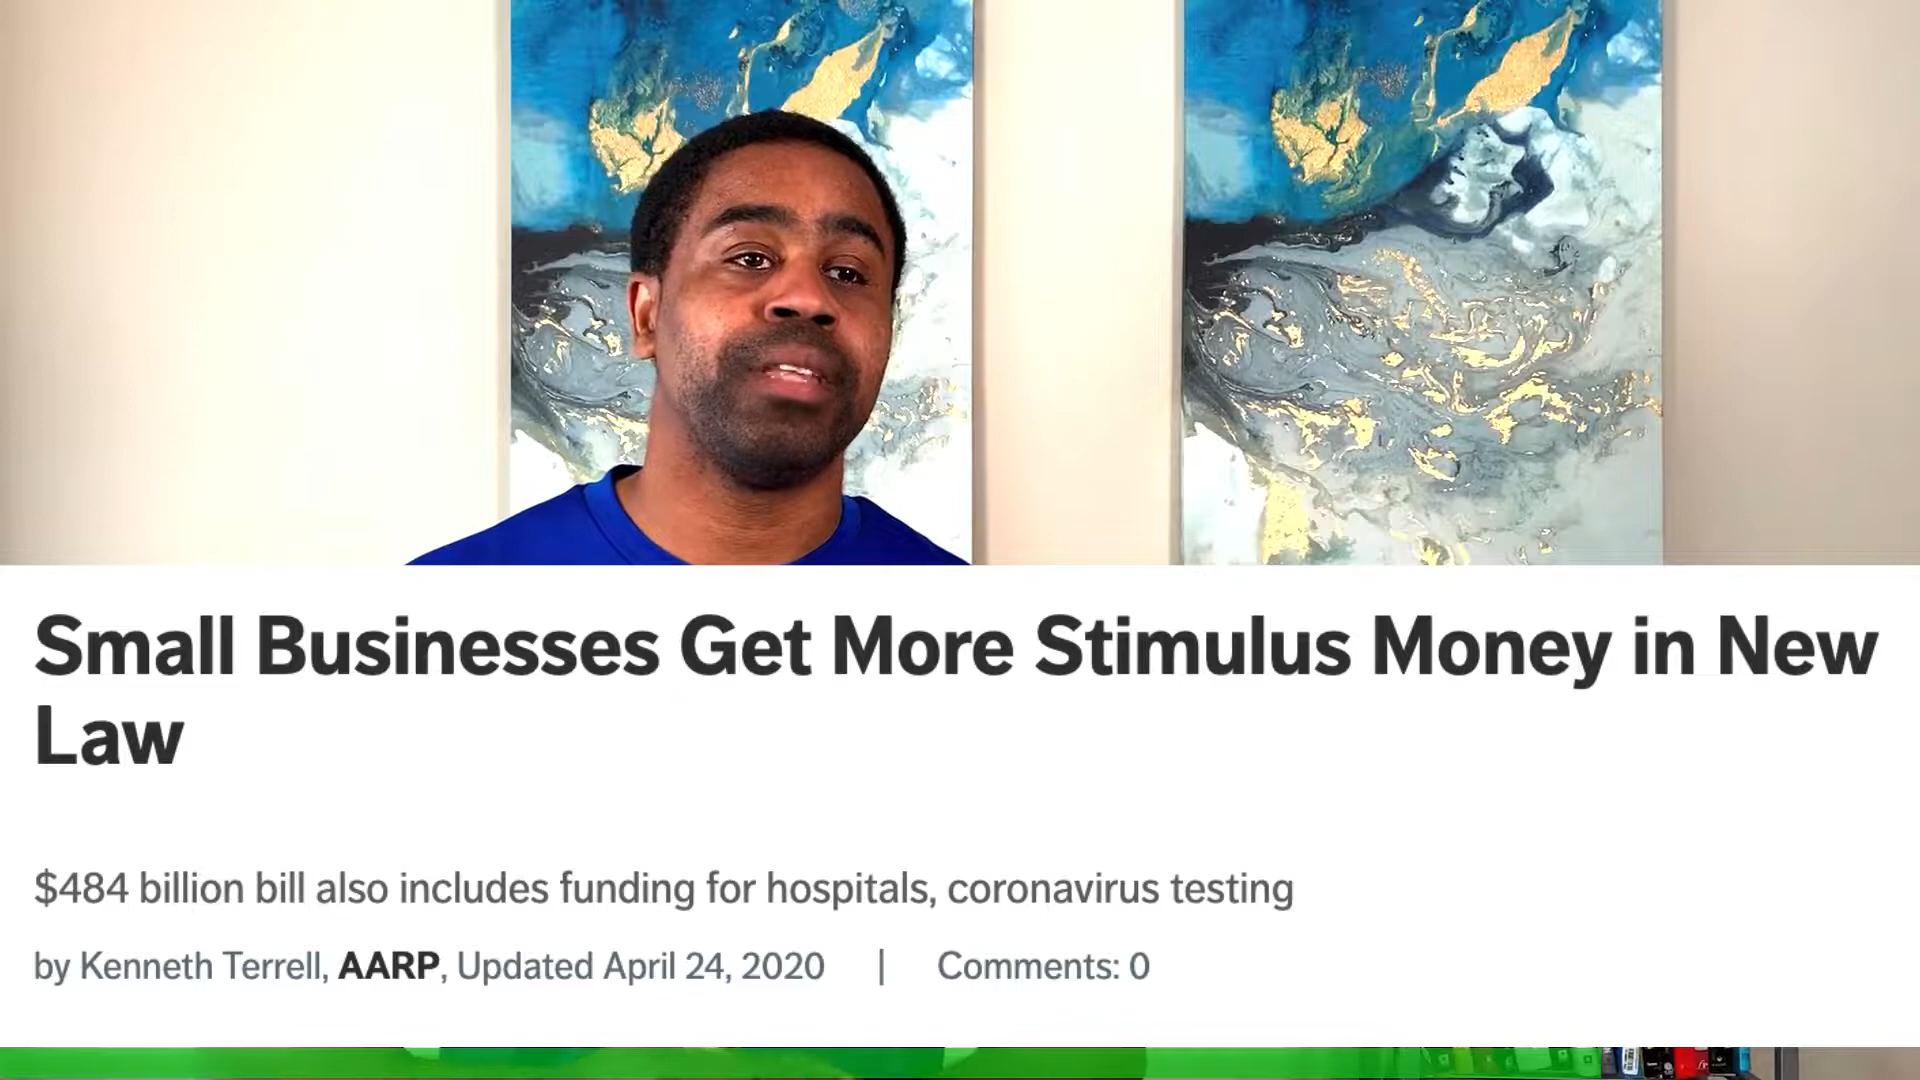 Small Businesses Get More Stimulus Money in New
Law
$484 billion bill also includes funding for hospitals, coronavirus testing
by Kenneth Terrell, AARP, Updated April 24, 2020 | Comments: 0